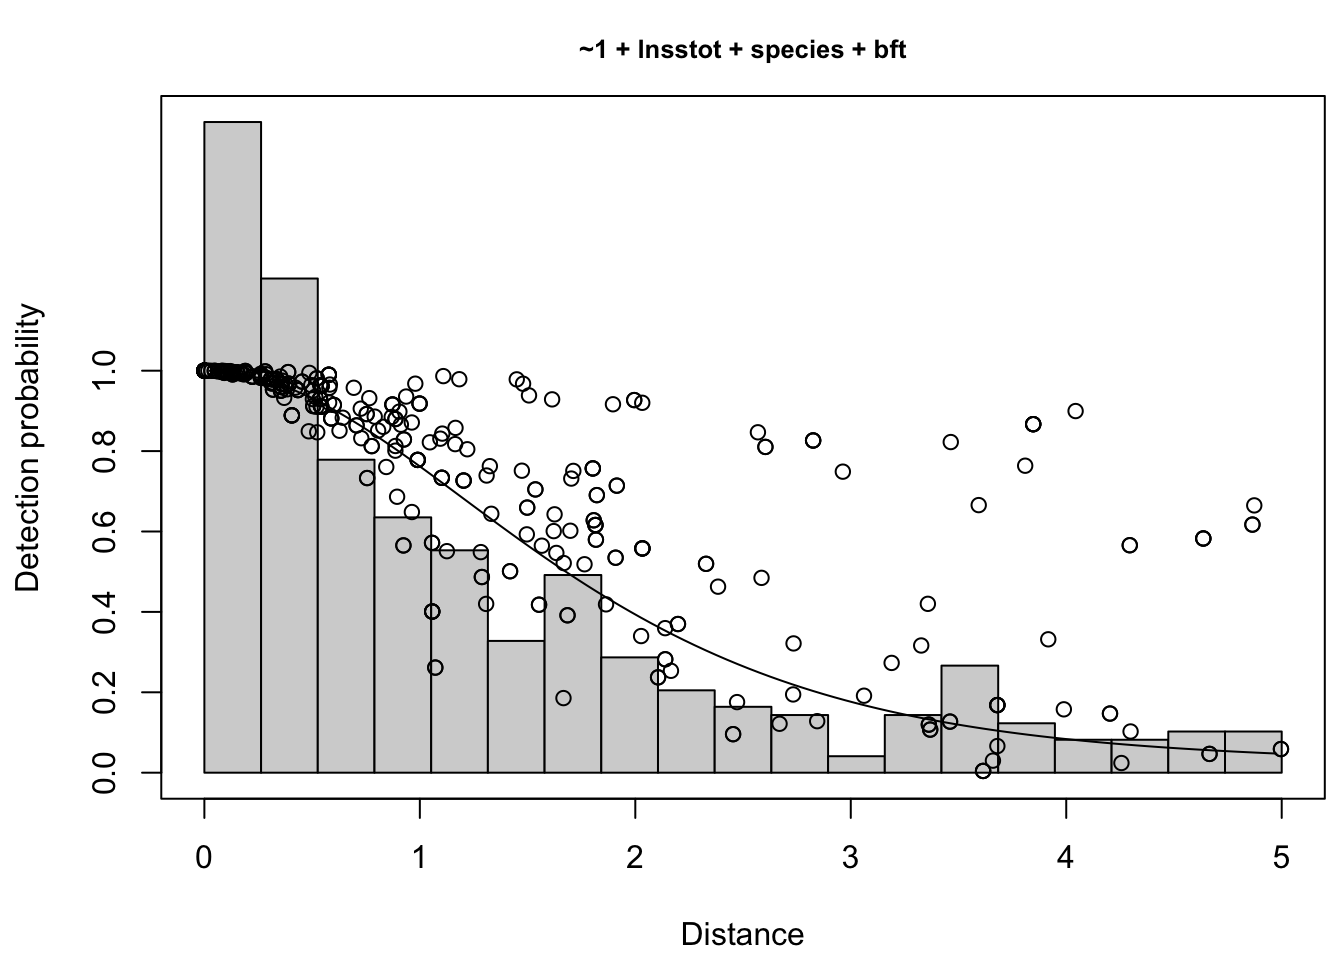 ~1 + lnsstot + species + bft
Detection probability
1.0
0.8
0.6
0.4
0.2
0.0
0 1 2 3 4 5
Distance